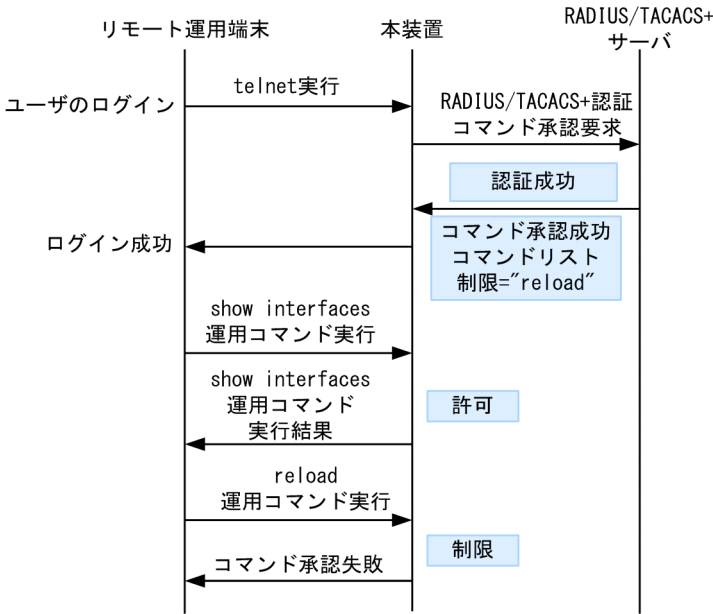 リモート運用端末
本装置
RADIUS/TACACS+
サーバ
ユーザのログイン
telnet実行
RADIUS/TACACS+認証
コマンド承認要求
認証成功
ログイン成功
コマンド承認成功
コマンドリスト
制限="reload"
show interfaces
運用コマンド実行
show interfaces
運用コマンド
実行結果
許可
reload
運用コマンド実行
制限
コマンド承認失敗